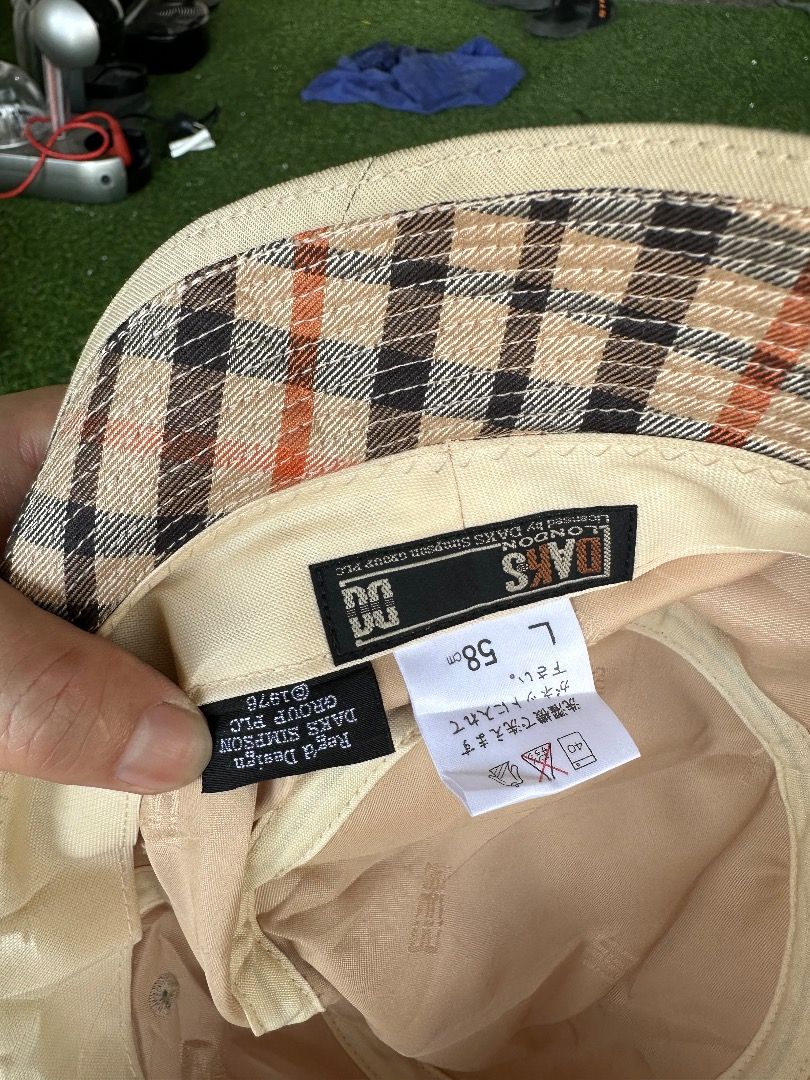 DAKS
LONDON
Licensed by DAKS Simpson GROUP PLC
L
58cm
洗濯機で洗えます
がネットに入れて
下さい。
40
Reg'd Design
DAKS SIMPSON
GROUP PLC
©1976